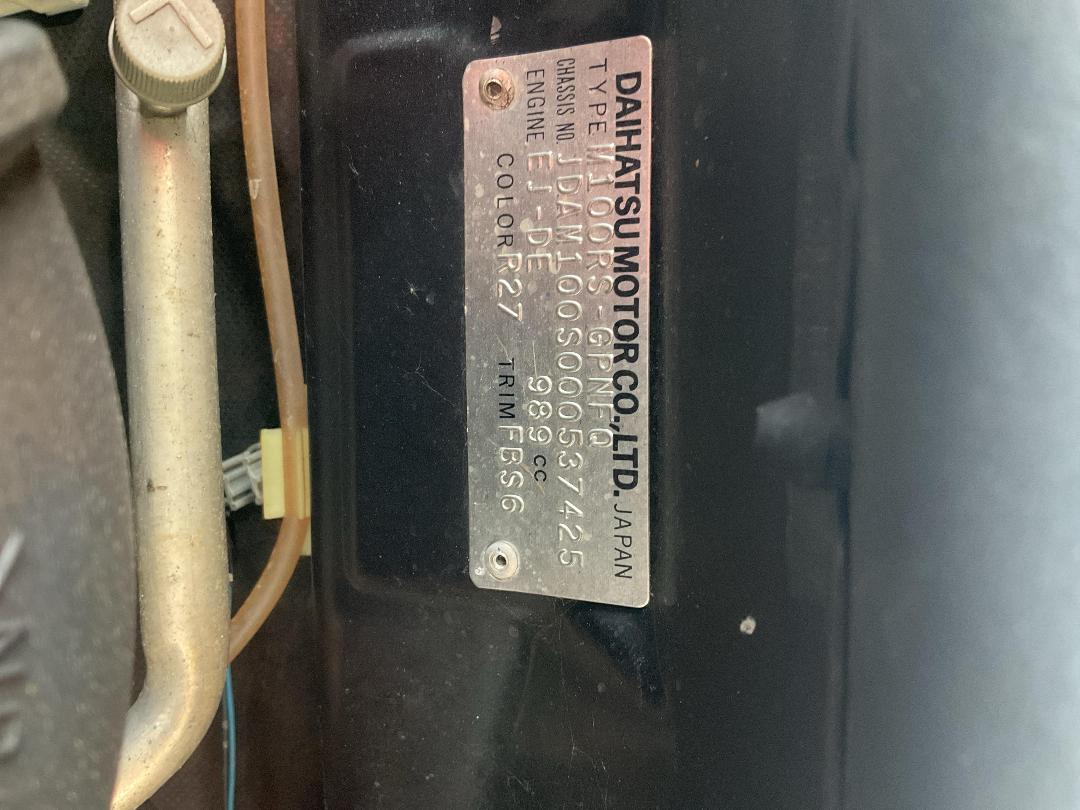 DAIHATSU MOTOR CO., LTD. JAPAN
TYPE M100RS-GPNFQ
CHASSIS NO. JDAM100S000537425
ENGINE EJ-DE 989 cc
COLOR R27 TRIM FBS6